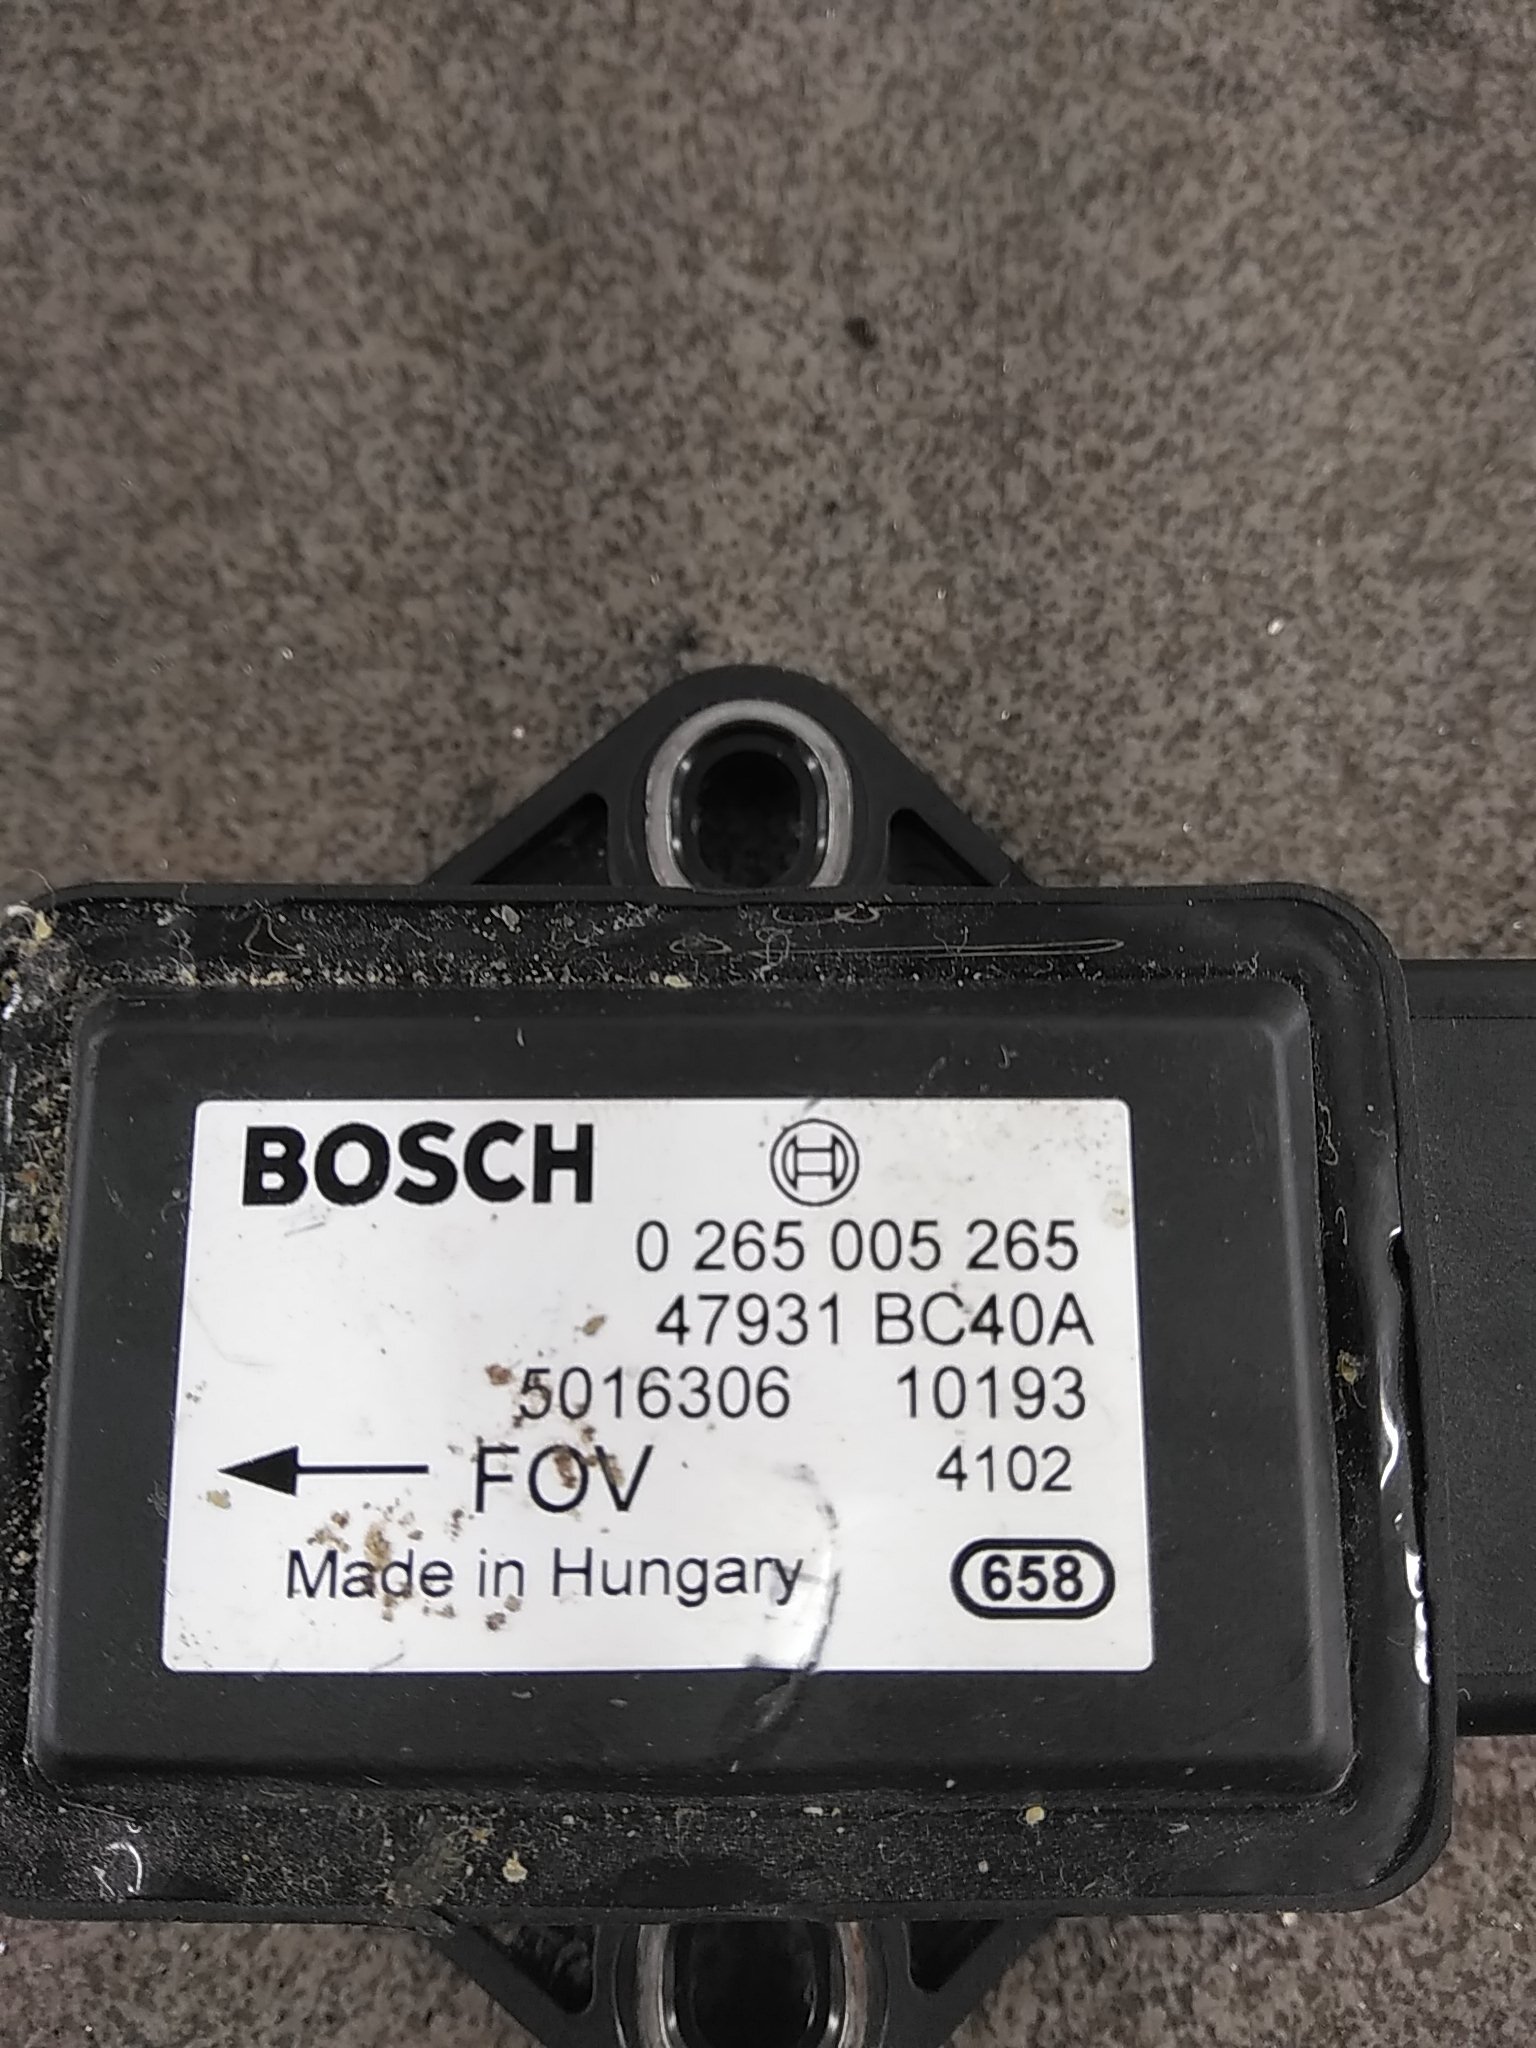 BOSCH
0 265 005 265
47931 BC40A
5016306 10193
FOV 4102
Made in Hungary 658